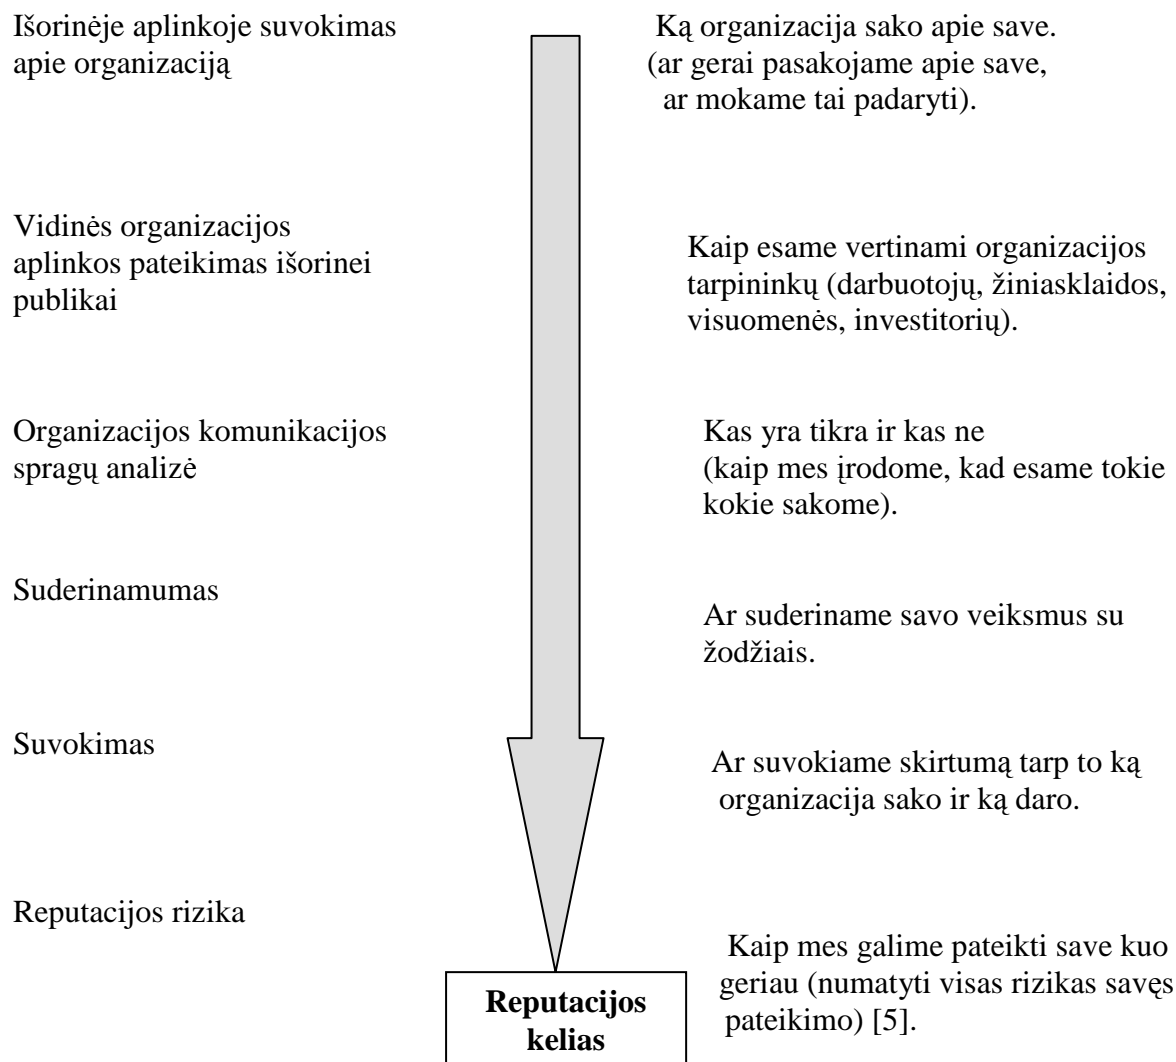 Išorinėje aplinkoje suvokimas
apie organizaciją
Ką organizacija sako apie save.
(ar gerai pasakojame apie save,
ar mokame tai padaryti).
Vidinės organizacijos
aplinkos pateikimas išorinei
publikai
Kaip esame vertinami organizacijos
tarpininkų (darbuotojų, žiniasklaidos,
visuomenės, investitorių).
Organizacijos komunikacijos
spragų analizė
Kas yra tikra ir kas ne
(kaip mes įrodome, kad esame tokie
kokie sakome).
Suderinamumas
Ar suderiname savo veiksmus su
žodžiais.
Suvokimas
Ar suvokiame skirtumą tarp to ką
organizacija sako ir ką daro.
Reputacijos rizika
Kaip mes galime pateikti save kuo
geriau (numatyti visas rizikas savęs
pateikimo) [5].
Reputacijos
kelias